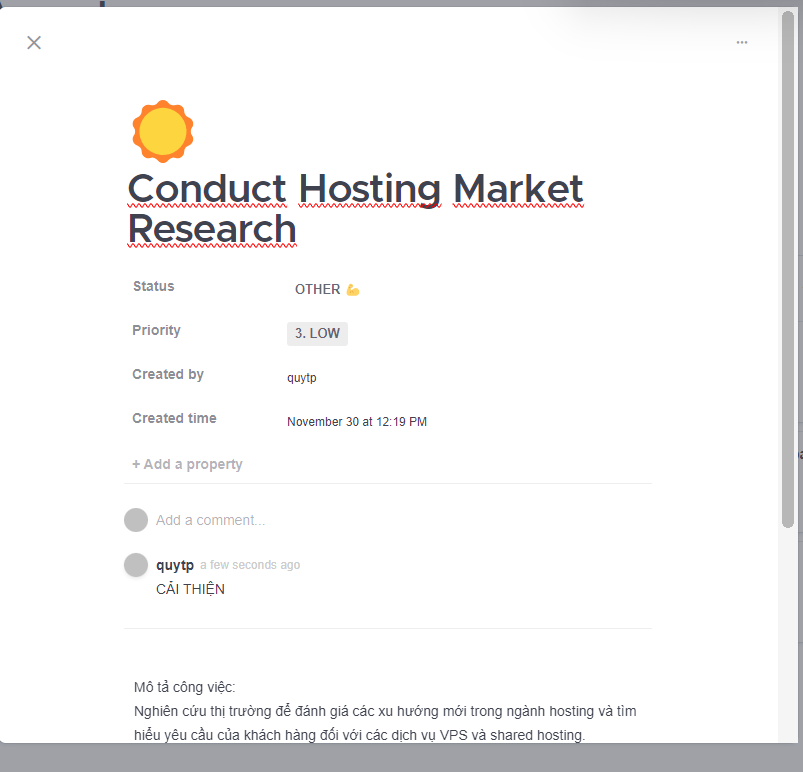 Conduct Hosting Market
Research
Status
OTHER 💪
Priority
3. LOW
Created by
quytp
Created time
November 30 at 12:19 PM
+ Add a property
Add a comment...
quytp a few seconds ago
CẢI THIỆN
Mô tả công việc:
Nghiên cứu thị trường để đánh giá các xu hướng mới trong ngành hosting và tìm
hiểu yêu cầu của khách hàng đối với các dịch vụ VPS và shared hosting.